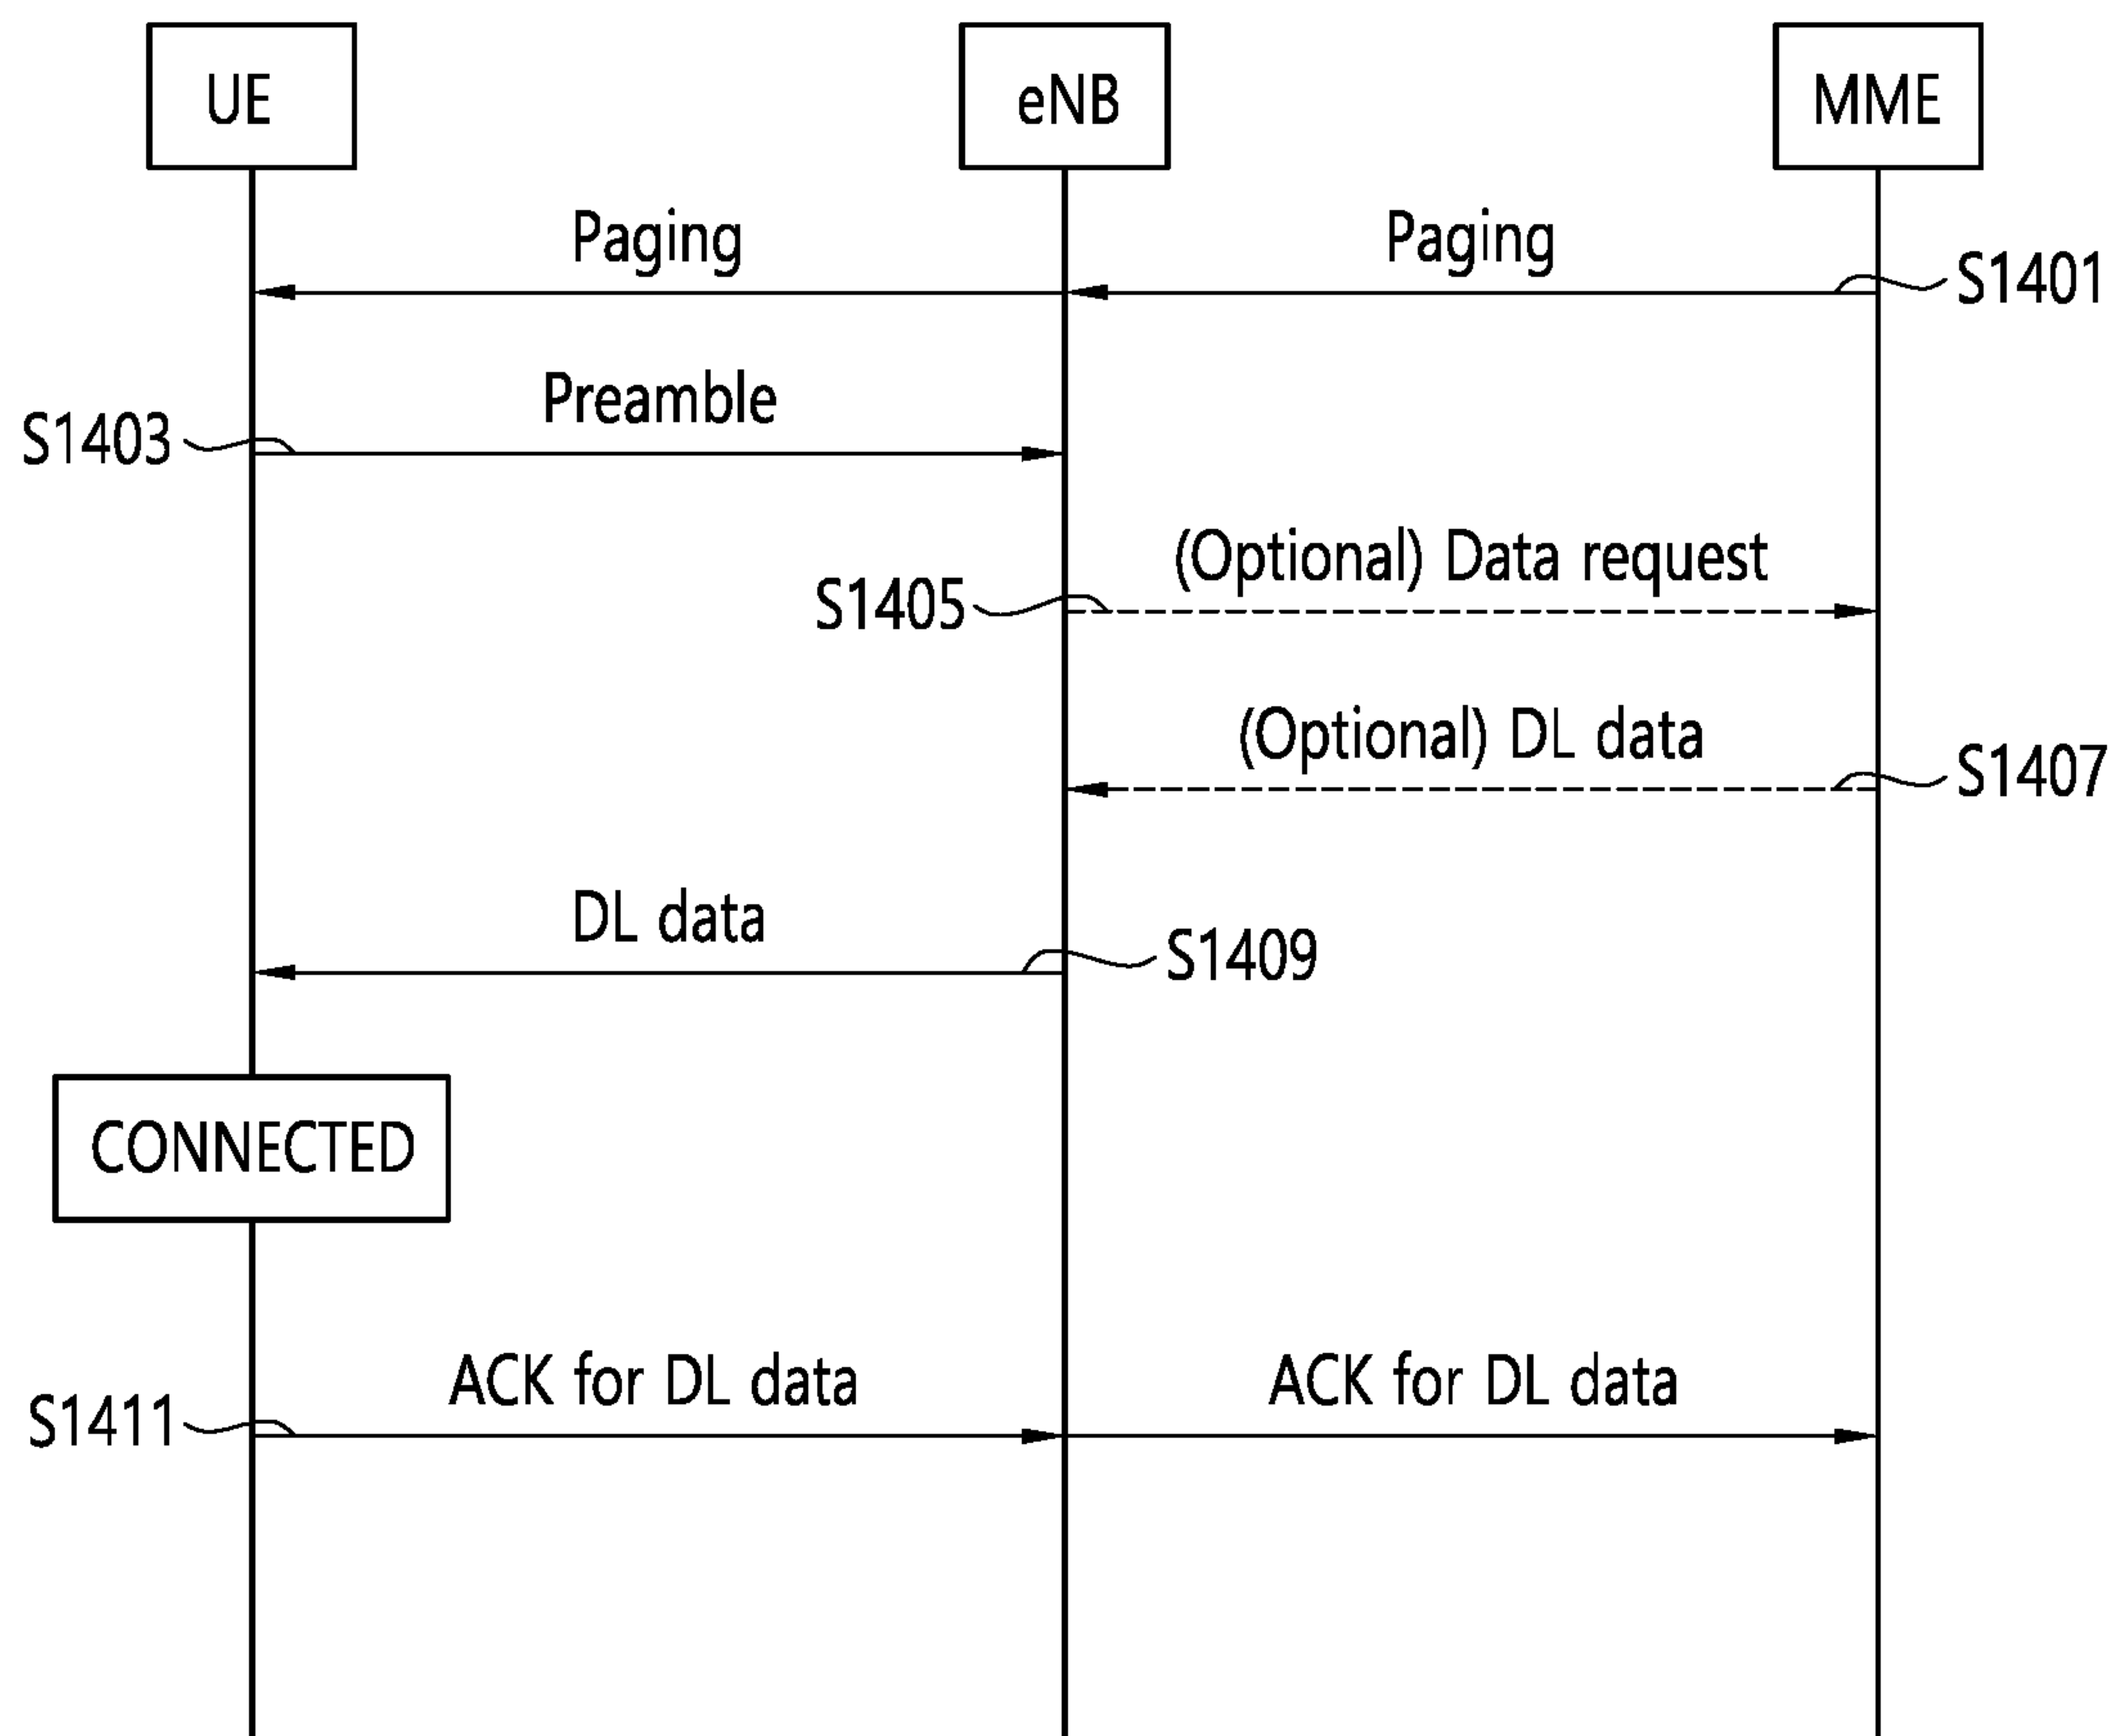 UE
eNB
MME
Paging
Paging
S1401
Preamble
S1403
(Optional) Data request
S1405
(Optional) DL data
S1407
DL data
S1409
CONNECTED
ACK for DL data
ACK for DL data
S1411